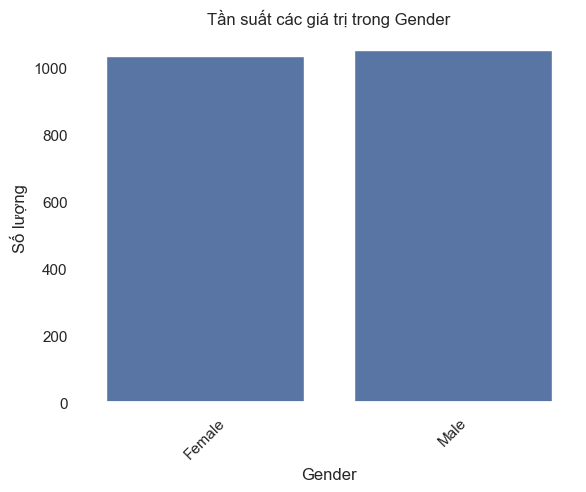 Tần suất các giá trị trong Gender
1000
800
600
400
200
0
Số lượng
Female
Male
Gender